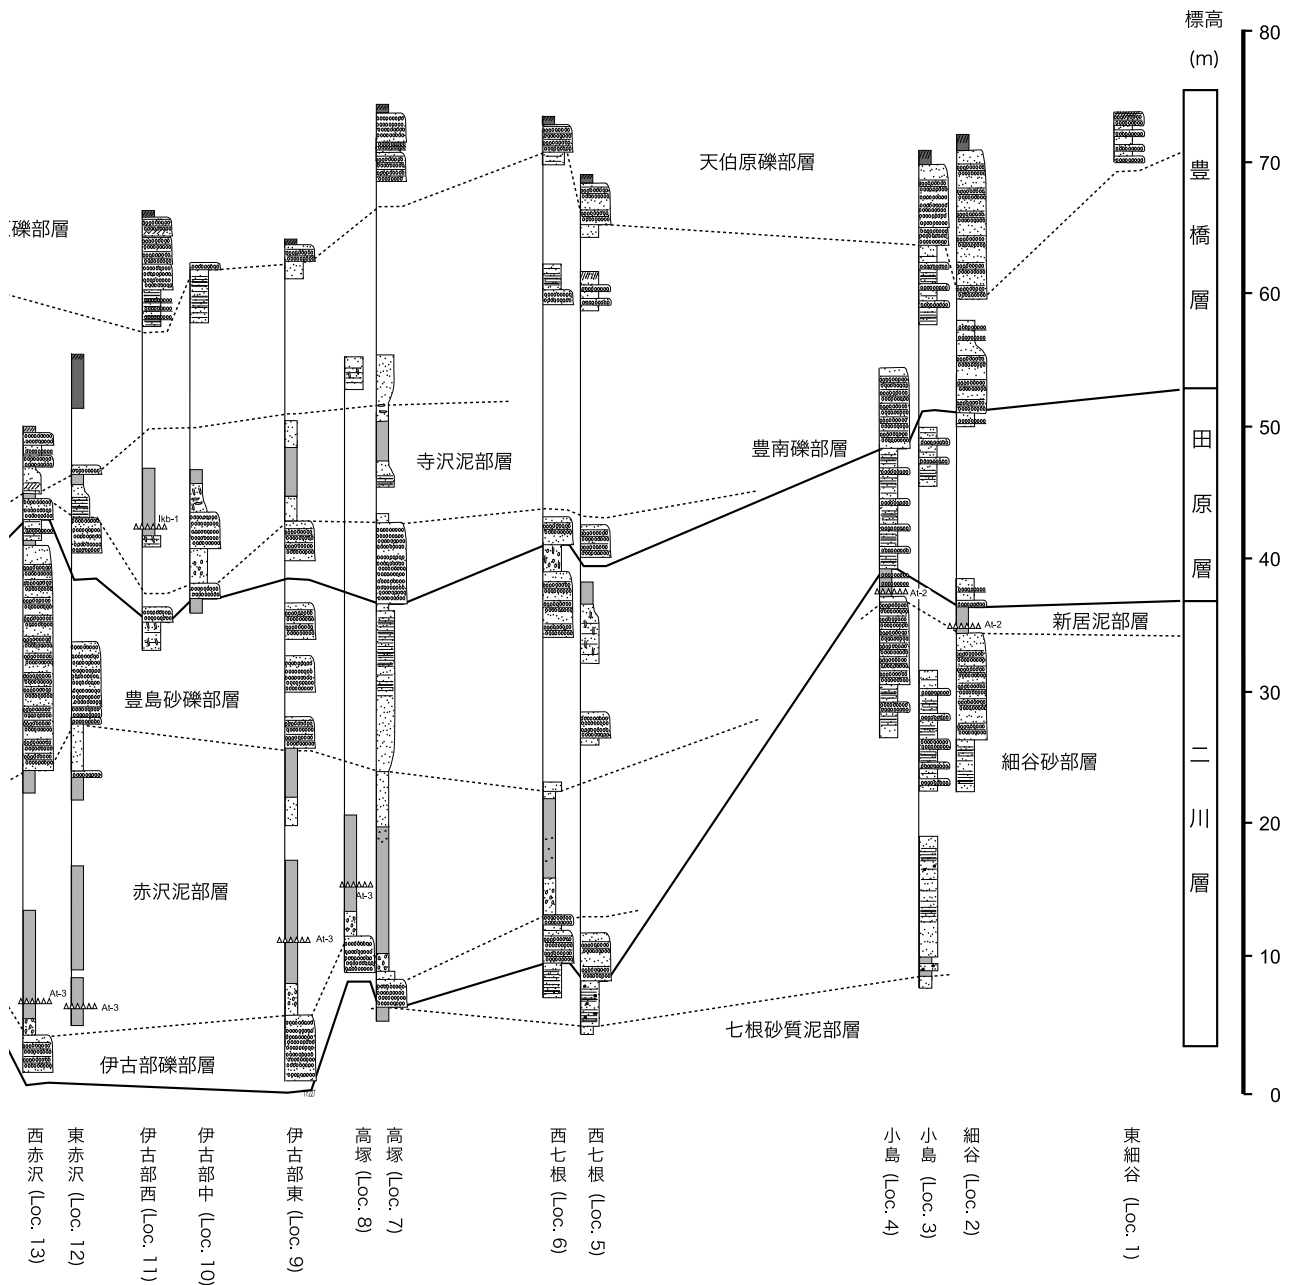 標高
(m)
80
70
60
50
40
30
20
10
0
豊橋層
田原層
二川層
天伯原礫部層
礫部層
寺沢泥部層
豊南礫部層
Ikb-1
At-2
At-2
新居泥部層
豊島砂礫部層
細谷砂部層
赤沢泥部層
At-3
At-3
At-3
At-3
七根砂質泥部層
伊古部礫部層
西赤沢 (Loc. 13)
東赤沢 (Loc. 12)
伊古部西 (Loc. 11)
伊古部中 (Loc. 10)
伊古部東 (Loc. 9)
高塚 (Loc. 8)
高塚 (Loc. 7)
西七根 (Loc. 6)
西七根 (Loc. 5)
小島 (Loc. 4)
小島 (Loc. 3)
細谷 (Loc. 2)
東細谷 (Loc. 1)